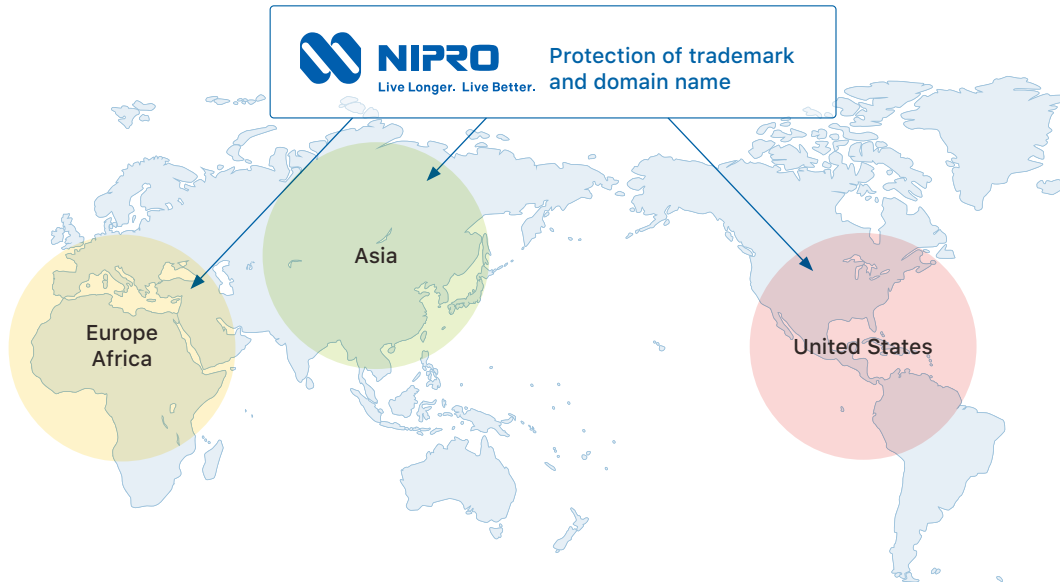 NIPRO
Live Longer. Live Better.
Protection of trademark
and domain name
Asia
Europe
Africa
United States